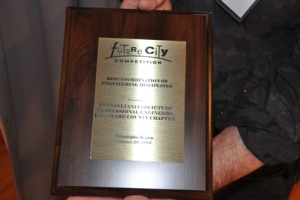 Future City
COMPETITION
BEST COORDINATION OF
ENGINEERING DISCIPLINES
PENNSYLVANIA SOCIETY OF
PROFESSIONAL ENGINEERS,
DELAWARE COUNTY CHAPTER
Philadelphia Region